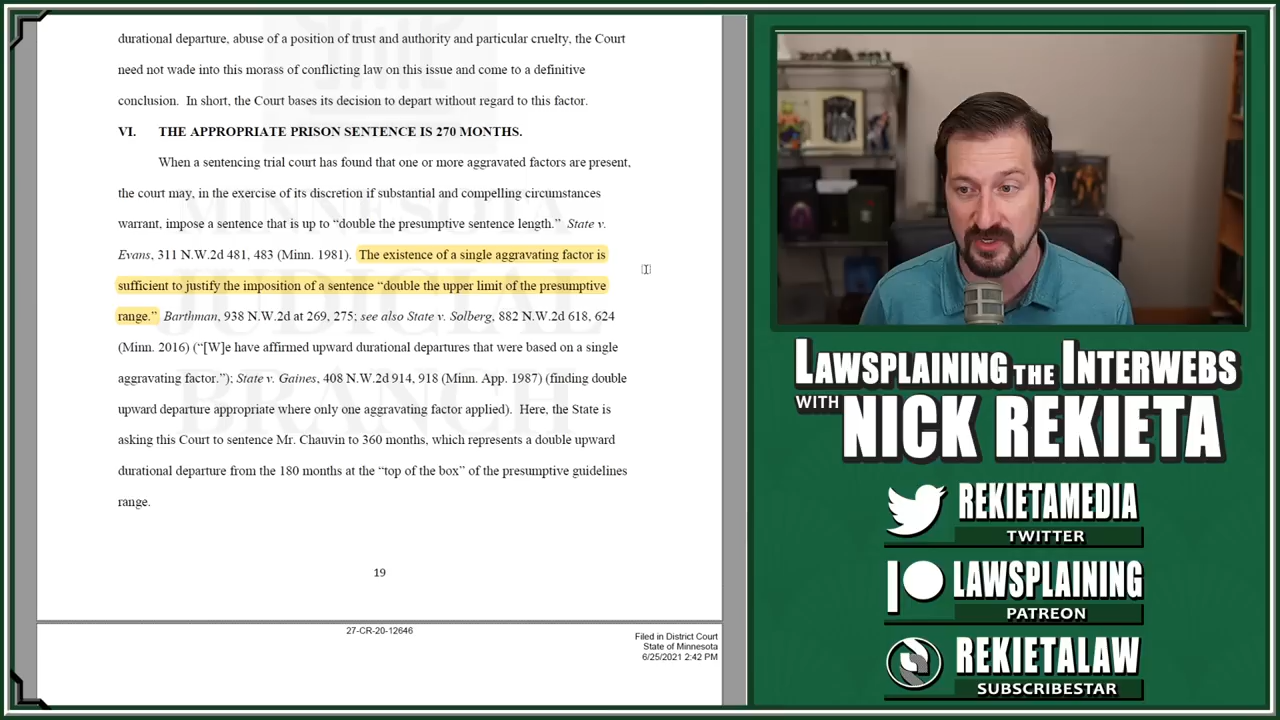 durational departure, abuse of a position of trust and authority and particular cruelty, the Court
need not wade into this morass of conflicting law on this issue and come to a definitive
conclusion. In short, the Court bases its decision to depart without regard to this factor.
VI. THE APPROPRIATE PRISON SENTENCE IS 270 MONTHS.
When a sentencing trial court has found that one or more aggravated factors are present,
the court may, in the exercise of its discretion if substantial and compelling circumstances
warrant, impose a sentence that is up to “double the presumptive sentence length.” State v.
Evans, 311 N.W.2d 481, 483 (Minn. 1981). The existence of a single aggravating factor is
sufficient to justify the imposition of a sentence “double the upper limit of the presumptive
range.” Barthman, 938 N.W.2d at 269, 275; see also State v. Solberg, 882 N.W.2d 618, 624
(Minn. 2016) (“[W]e have affirmed upward durational departures that were based on a single
aggravating factor.”); State v. Gaines, 408 N.W.2d 914, 918 (Minn. App. 1987) (finding double
upward departure appropriate where only one aggravating factor applied). Here, the State is
asking this Court to sentence Mr. Chauvin to 360 months, which represents a double upward
durational departure from the 180 months at the “top of the box” of the presumptive guidelines
range.
19
27-CR-20-12646
Filed in District Court
State of Minnesota
6/25/2021 2:42 PM
MINNESOTA
JUDICIAL
BRANCH
LAWSPLAINING THE INTERWEBS
WITH NICK REKIETA
REKIETAMEDIA
TWITTER
LAWSPLAINING
PATREON
REKIETALAW
SUBSCRIBESTAR